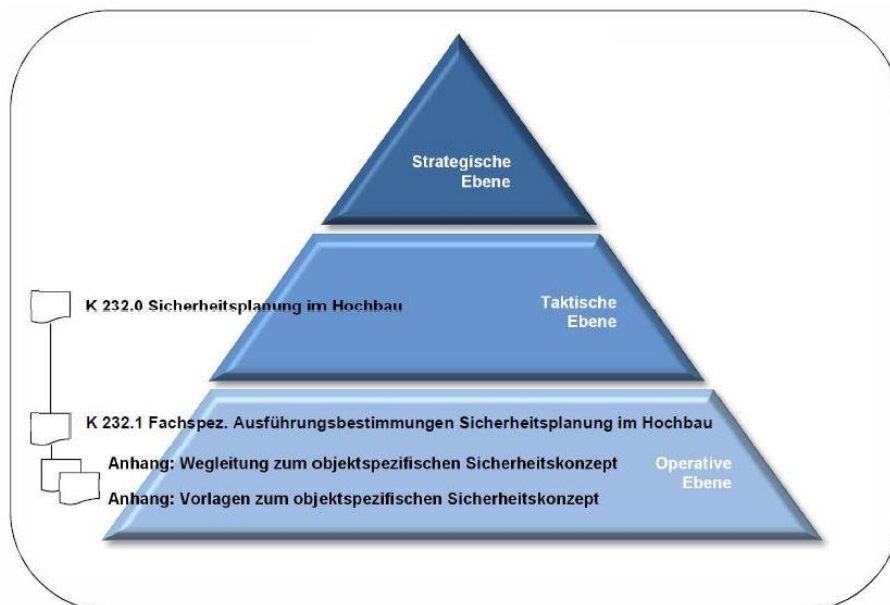 Strategische
Ebene
K 232.0 Sicherheitsplanung im Hochbau
Taktische
Ebene
K 232.1 Fachspez. Ausführungsbestimmungen Sicherheitsplanung im Hochbau
Anhang: Wegleitung zum objektspezifischen Sicherheitskonzept
Operative
Ebene
Anhang: Vorlagen zum objektspezifischen Sicherheitskonzept